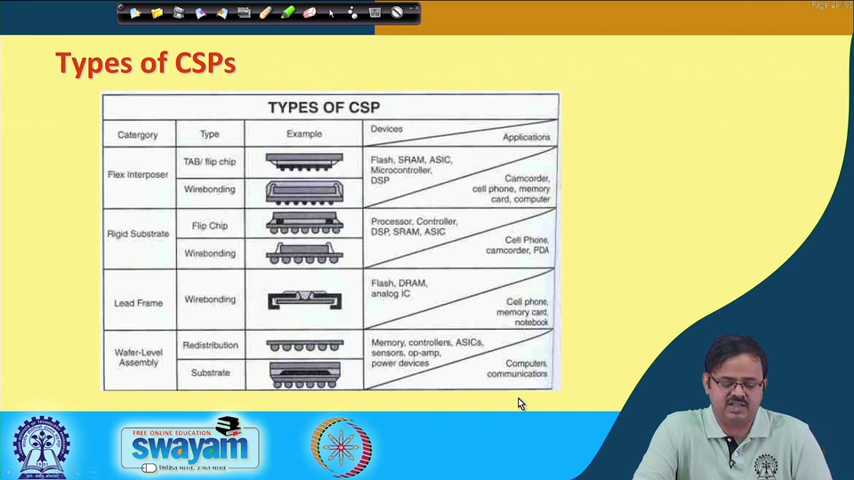 Types of CSPs
TYPES OF CSP
Catergory
Type
Example
Devices
Applications
Flex Interposer
TAB/ flip chip
Wirebonding
Flash, SRAM, ASIC,
Microcontroller,
DSP
Camcorder,
cell phone, memory
card, computer
Rigid Substrate
Flip Chip
Wirebonding
Processor, Controller,
DSP, SRAM, ASIC
Cell Phone,
camcorder, PDA
Lead Frame
Wirebonding
Flash, DRAM,
analog IC
Cell phone,
memory card,
notebook
Wafer-Level
Assembly
Redistribution
Substrate
Memory, controllers, ASICs,
sensors, op-amp,
power devices
Computers,
communications
FREE ONLINE EDUCATION
swayam